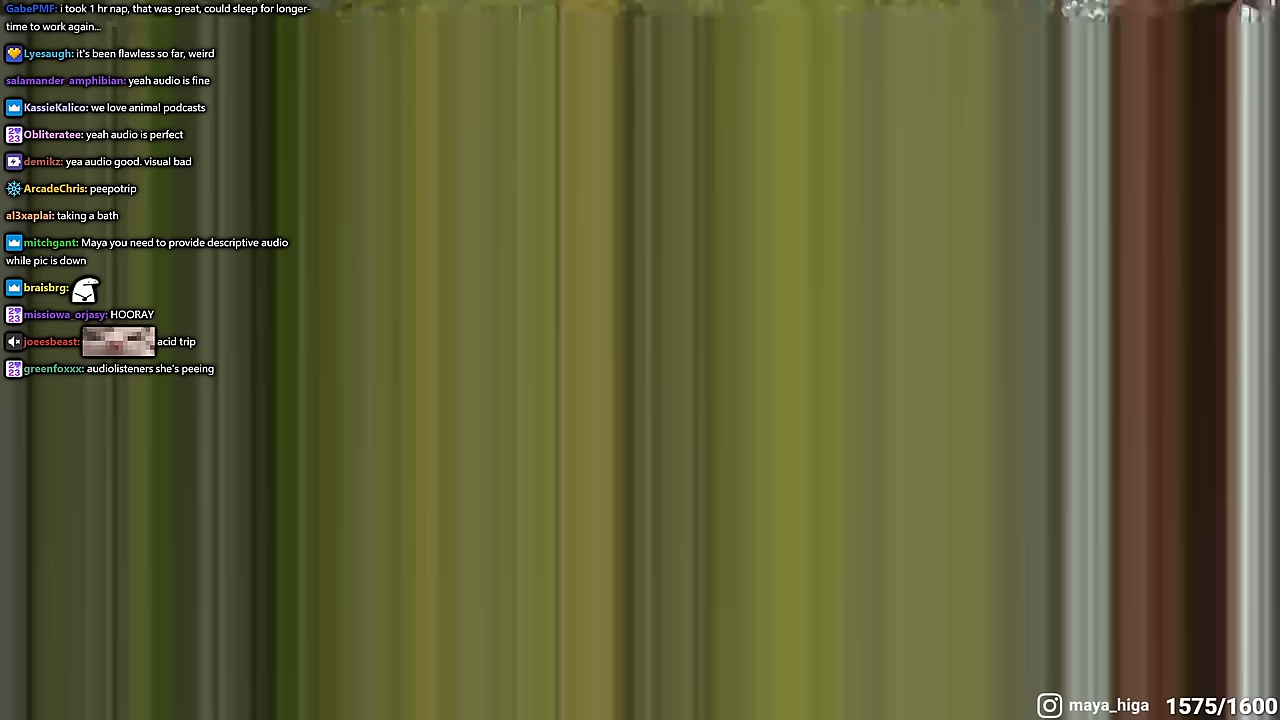 GabePMF: i took 1 hr nap, that was great, could sleep for longer-
time to work again...
Lyesaugh: it's been flawless so far, weird
salamander_amphibian: yeah audio is fine
KassieKalico: we love animal podcasts
Obliteratee: yeah audio is perfect
demikz: yea audio good. visual bad
ArcadeChris: peepotrip
al3xaplai: taking a bath
mitchgant: Maya you need to provide descriptive audio
while pic is down
braisbrg:
missiowa_orjasy: HOORAY
joeesbeast: acid trip
greenfoxxx: audiolisteners she's peeing
maya_higa 1575/1600